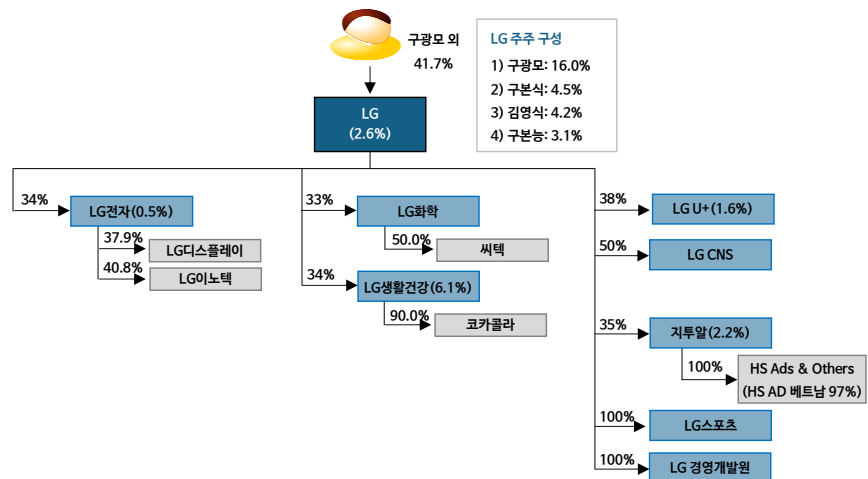 구광모 외
41.7%
LG 주주 구성
1) 구광모: 16.0%
2) 구본식: 4.5%
3) 김영식: 4.2%
4) 구본능: 3.1%
LG
(2.6%)
34%
LG전자(0.5%)
37.9%
LG디스플레이
40.8%
LG이노텍
33%
LG화학
50.0%
씨텍
34%
LG생활건강(6.1%)
90.0%
코카콜라
38%
LG U+(1.6%)
50%
LG CNS
35%
지투알(2.2%)
100%
HS Ads & Others
(HS AD 베트남 97%)
100%
LG스포츠
100%
LG 경영개발원